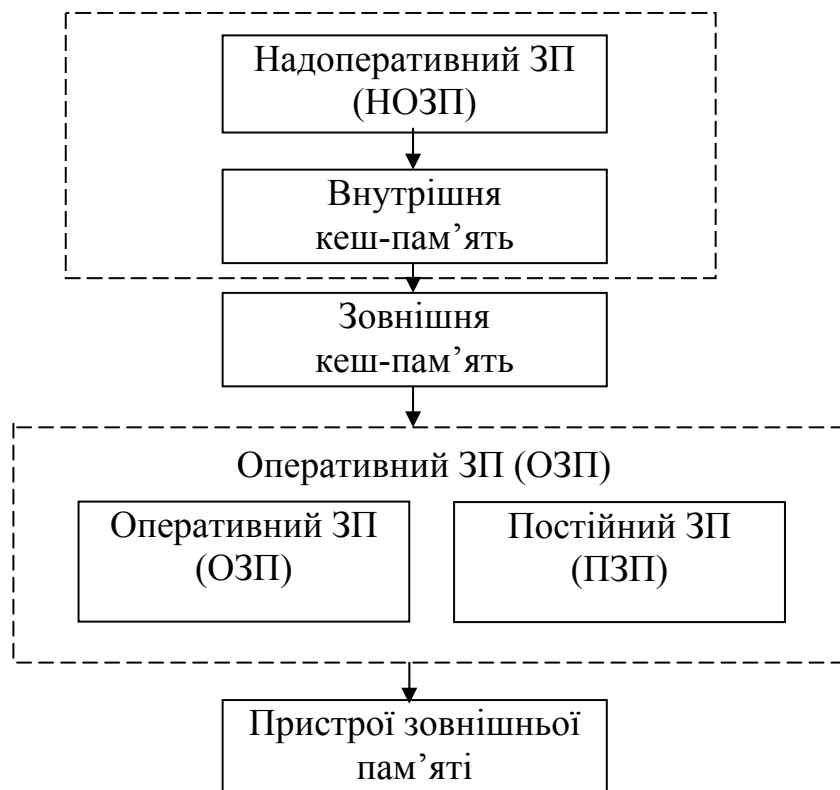 Надоперативний ЗП
(НОЗП)
Внутрішня
кеш-пам’ять
Зовнішня
кеш-пам’ять
Оперативний ЗП (ОЗП)
Оперативний ЗП
(ОЗП)
Постійний ЗП
(ПЗП)
Пристрої зовнішньої
пам’яті